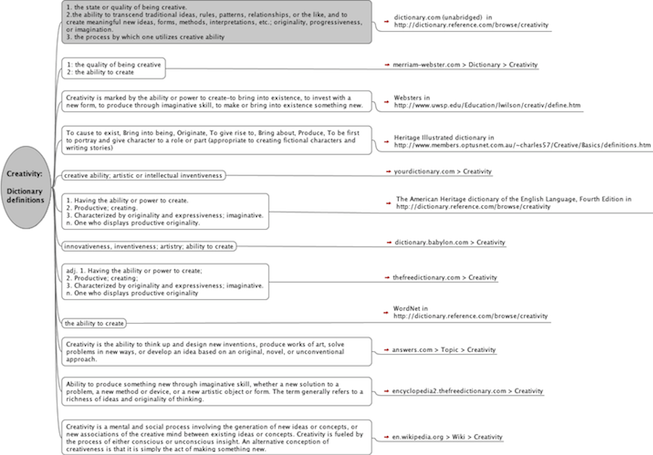 Creativity:
Dictionary
definitions
1. the state or quality of being creative.
2.the ability to transcend traditional ideas, rules, patterns, relationships, or the like, and to
create meaningful new ideas, forms, methods, interpretations, etc.; originality, progressiveness,
or imagination.
3. the process by which one utilizes creative ability
dictionary.com (unabridged) in
http://dictionary.reference.com/browse/creativity
1: the quality of being creative
2: the ability to create
merriam-webster.com > Dictionary > Creativity
Creativity is marked by the ability or power to create-to bring into existence, to invest with a
new form, to produce through imaginative skill, to make or bring into existence something new.
Websters in
http://www.uwsp.edu/Education/lwilson/creativ/define.htm
To cause to exist, Bring into being, Originate, To give rise to, Bring about, Produce, To be first
to portray and give character to a role or part (appropriate to creating fictional characters and
writing stories)
Heritage Illustrated dictionary in
http://www.members.optusnet.com.au/~charles57/Creative/Basics/definitions.htm
creative ability; artistic or intellectual inventiveness
yourdictionary.com > Creativity
1. Having the ability or power to create.
2. Productive; creating.
3. Characterized by originality and expressiveness; imaginative.
n. One who displays productive originality.
The American Heritage dictionary of the English Language, Fourth Edition in
http://dictionary.reference.com/browse/creativity
innovativeness, inventiveness; artistry; ability to create
dictionary.babylon.com > Creativity
adj. 1. Having the ability or power to create;
2. Productive; creating;
3. Characterized by originality and expressiveness; imaginative.
n. One who displays productive originality
thefreedictionary.com > Creativity
the ability to create
WordNet in
http://dictionary.reference.com/browse/creativity
Creativity is the ability to think up and design new inventions, produce works of art, solve
problems in new ways, or develop an idea based on an original, novel, or unconventional
approach.
answers.com > Topic > Creativity
Ability to produce something new through imaginative skill, whether a new solution to a
problem, a new method or device, or a new artistic object or form. The term generally refers to a
richness of ideas and originality of thinking.
encyclopedia2.thefreedictionary.com > Creativity
Creativity is a mental and social process involving the generation of new ideas or concepts, or
new associations of the creative mind between existing ideas or concepts. Creativity is fueled by
the process of either conscious or unconscious insight. An alternative conception of
creativeness is that it is simply the act of making something new.
en.wikipedia.org > Wiki > Creativity